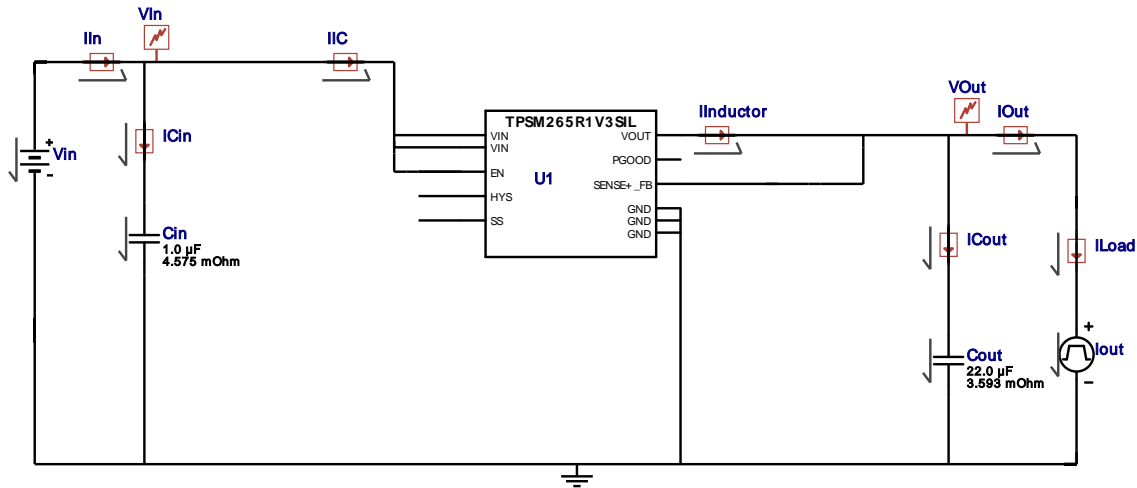 VIn
IIn
IIC
ICin
Vin
+
-
Cin
1.0 µF
4.575 mOhm
TPSM265R1V3SIL
VIN
VIN
EN
HYS
SS
U1
VOUT
PGOOD
SENSE+ _FB
GND
GND
GND
IInductor
VOut
IOut
ICout
ILoad
Cout
22.0 µF
3.593 mOhm
+
Iout
-